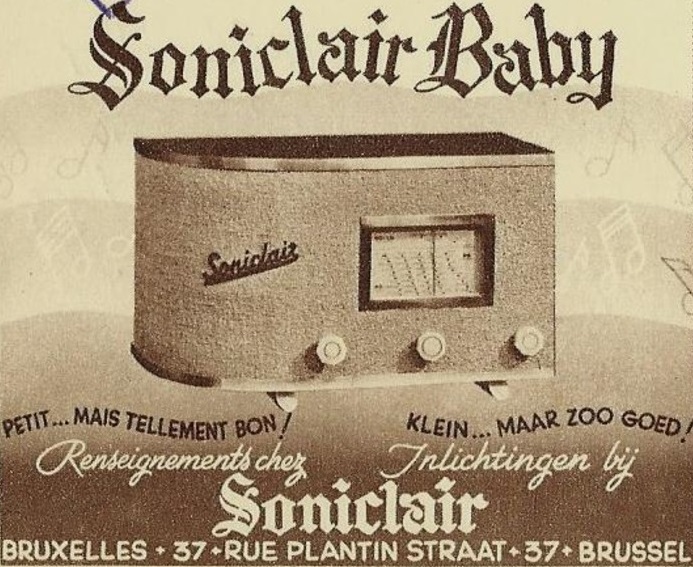 Soniclair Baby
Soniclair
PETIT... MAIS TELLEMENT BON!
KLEIN... MAAR ZOO GOED!
Renseignements chez
Inlichtingen bij
Soniclair
BRUXELLES + 37 + RUE PLANTIN STRAAT + 37 + BRUSSEL